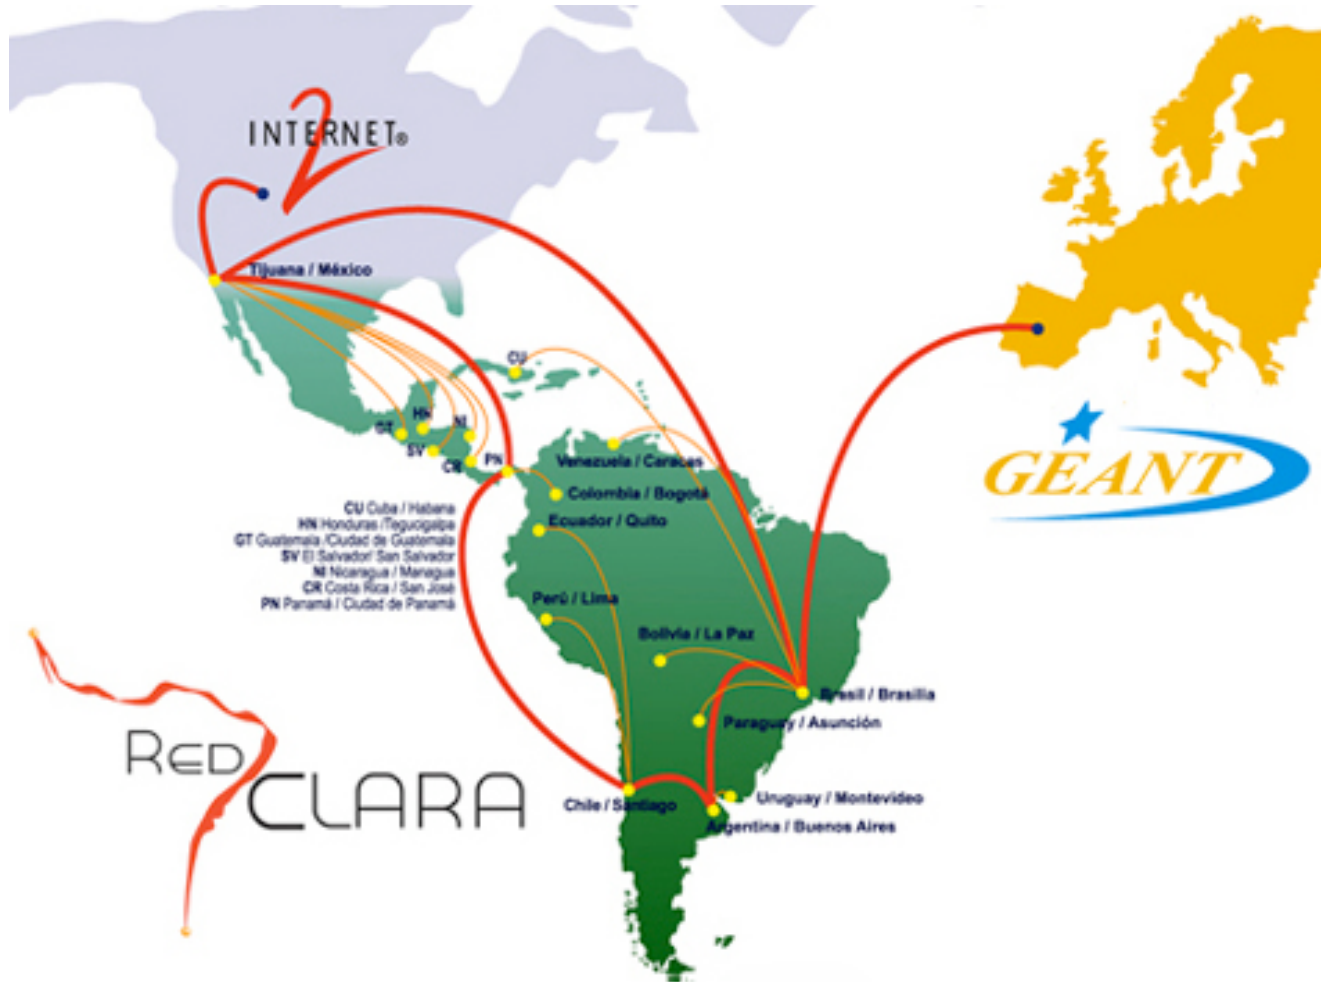 INTERNET®
2
Tijuana / México
CU
HN
GT
NI
SV
CR
PN
Venezuela / Caracas
Colombia / Bogotá
Ecuador / Quito
CU Cuba / Habana
HN Honduras /Tegucigalpa
GT Guatemala /Ciudad de Guatemala
SV El Salvador/ San Salvador
NI Nicaragua / Managua
CR Costa Rica / San José
PN Panamá / Ciudad de Panamá
GEANT
Perú / Lima
Bolivia / La Paz
Brasil / Brasilia
Paraguay / Asunción
RED
CLARA
Chile / Santiago
Uruguay / Montevideo
Argentina / Buenos Aires